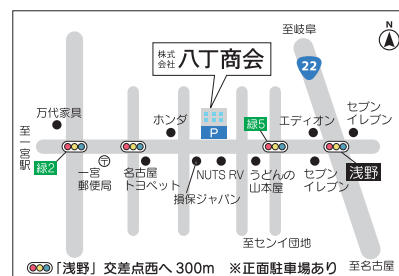 至岐阜
N
22
株式
会社 八丁商会
万代家具
ホンダ
P
緑5
エディオン
セブン
イレブン
至一宮駅
緑2
一宮
郵便局
名古屋
トヨペット
NUTS RV
損保ジャパン
うどんの
山本屋
セブン
イレブン
浅野
至センイ団地
至名古屋
「浅野」交差点西へ300m ※正面駐車場あり